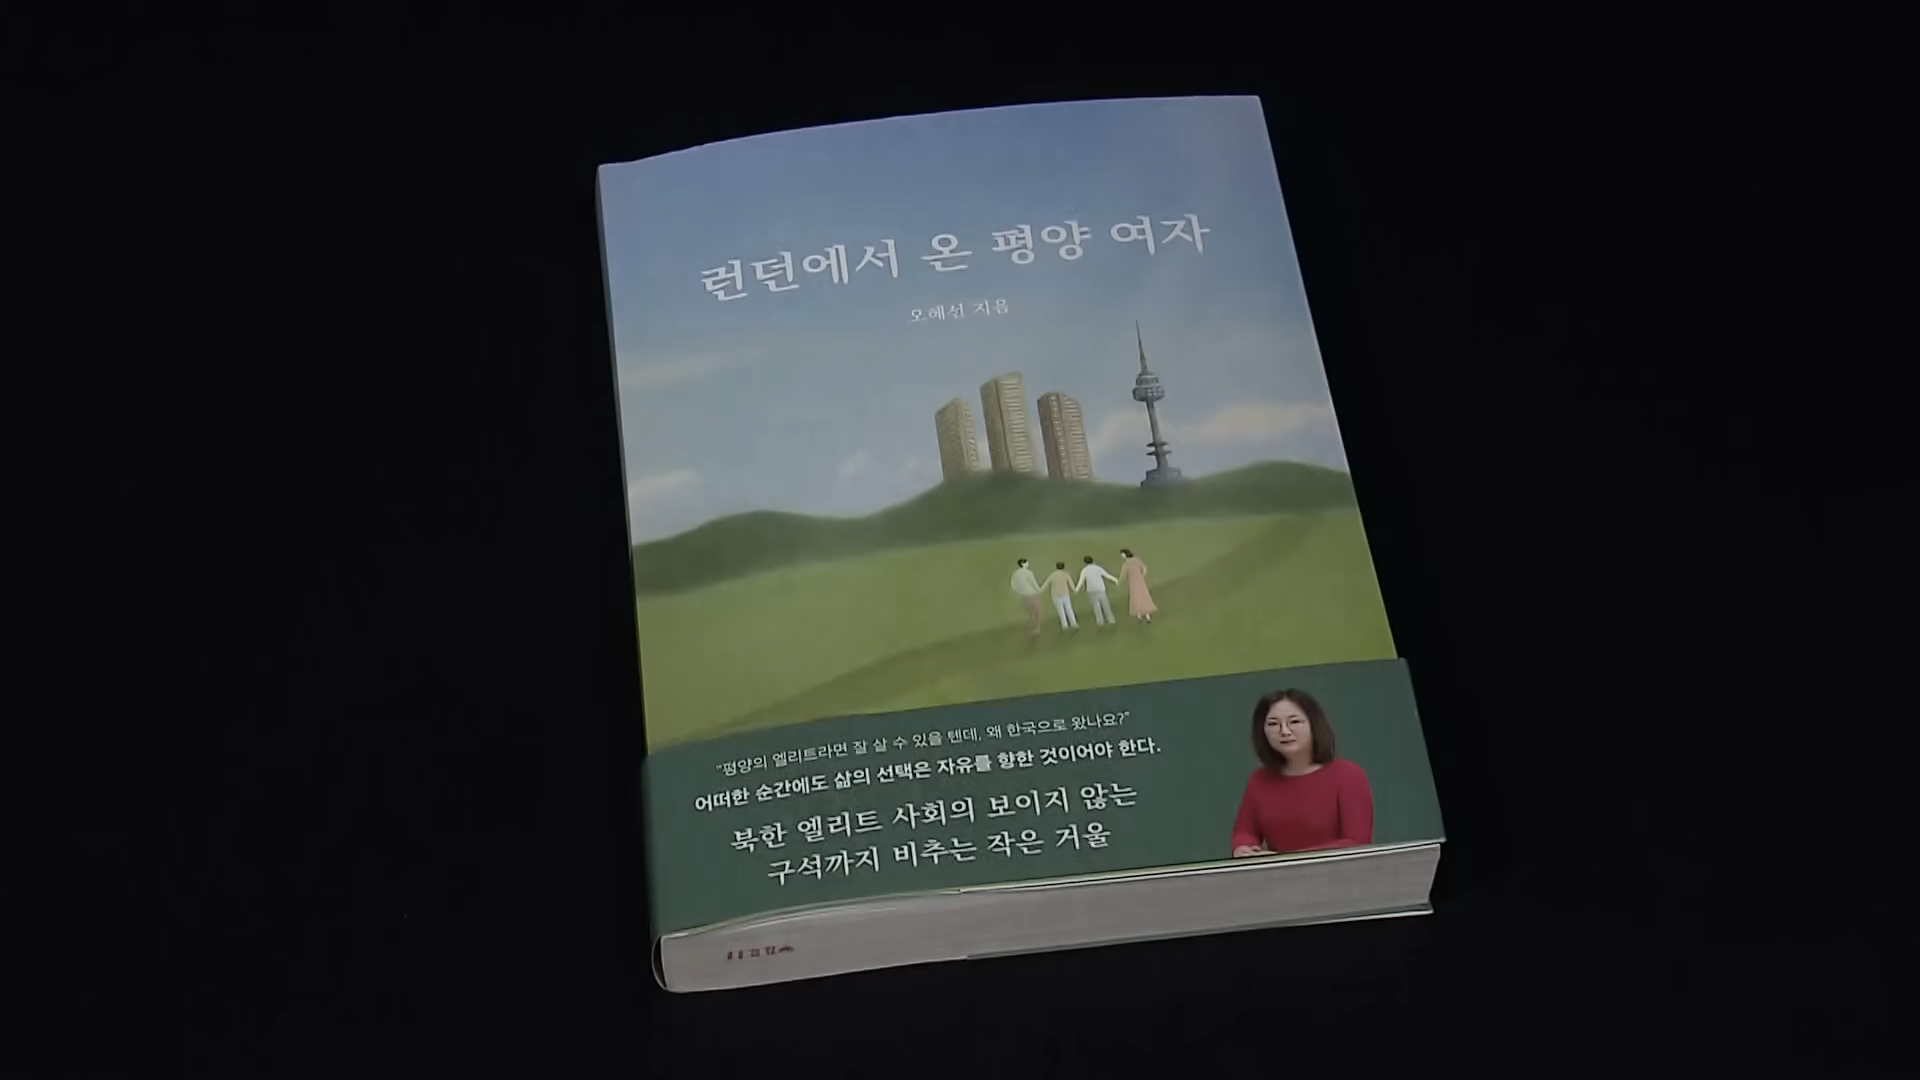 런던에서 온 평양 여자
오혜선 지음
"평양의 엘리트라면 잘 살 수 있을 텐데, 왜 한국으로 왔나요?"
어떠한 순간에도 삶의 선택은 자유를 향한 것이어야 한다.
북한 엘리트 사회의 보이지 않는
구석까지 비추는 작은 거울